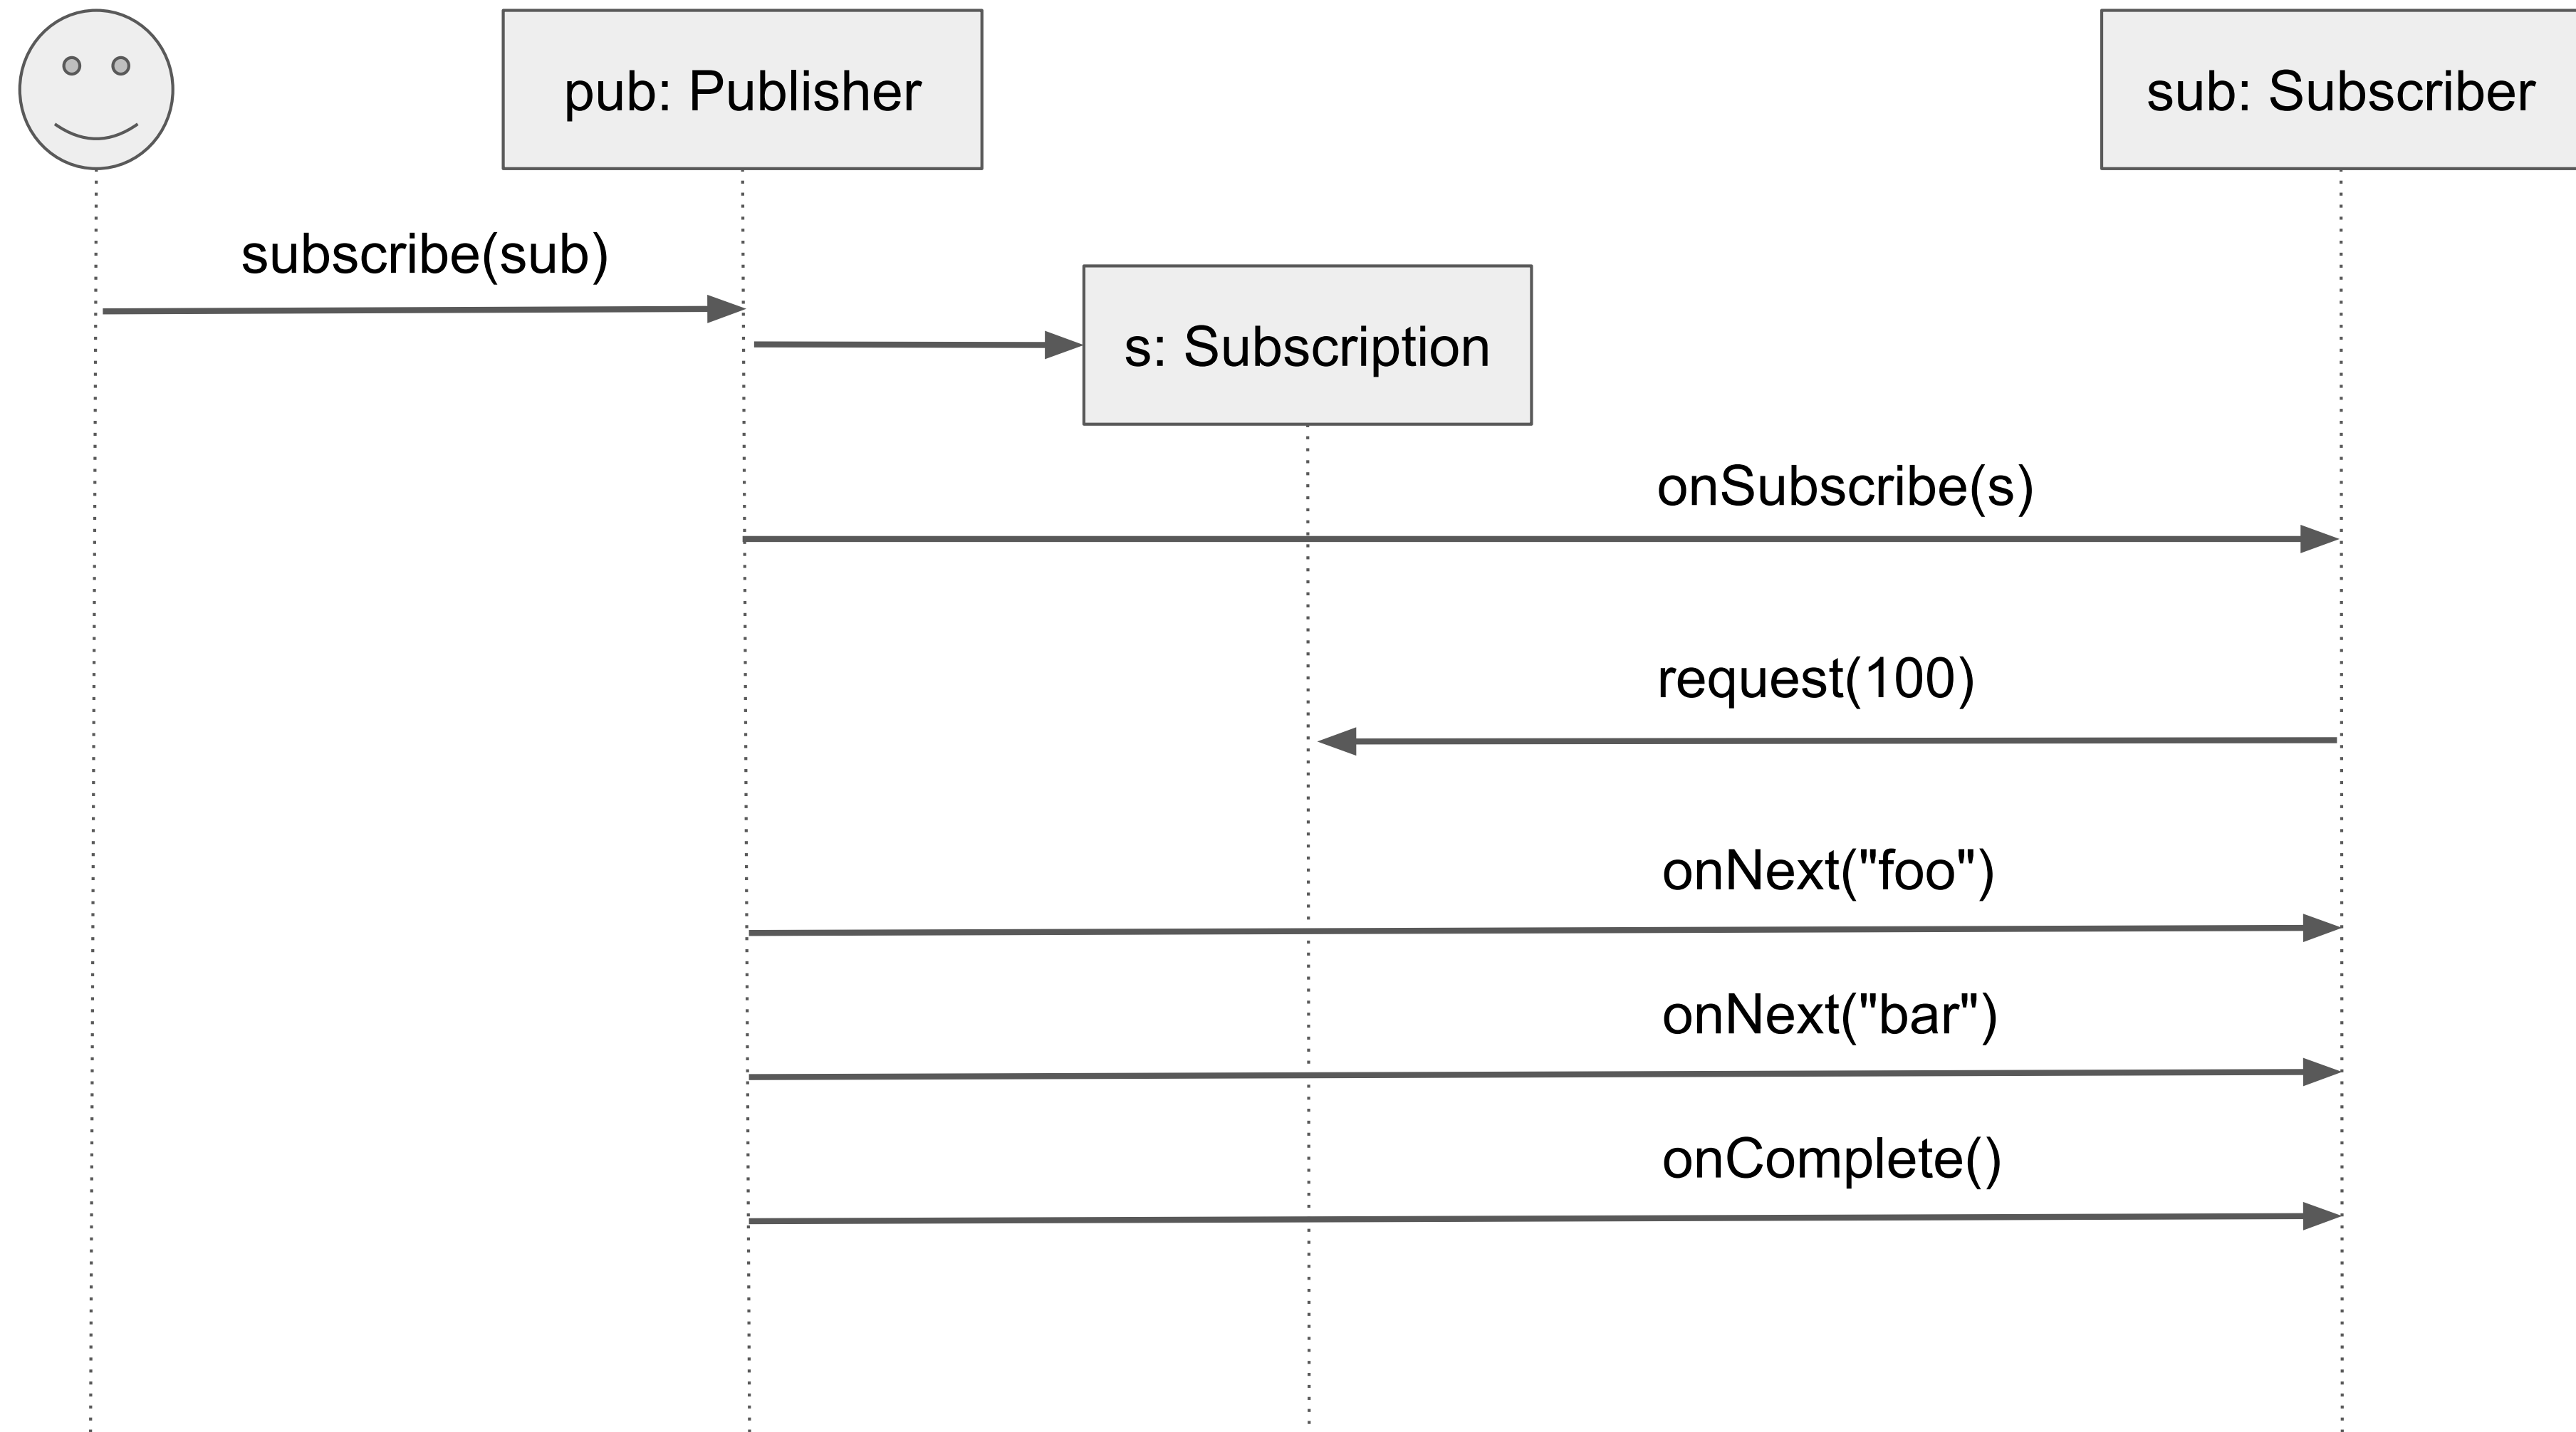 pub: Publisher
sub: Subscriber
subscribe(sub)
s: Subscription
onSubscribe(s)
request(100)
onNext("foo")
onNext("bar")
onComplete()